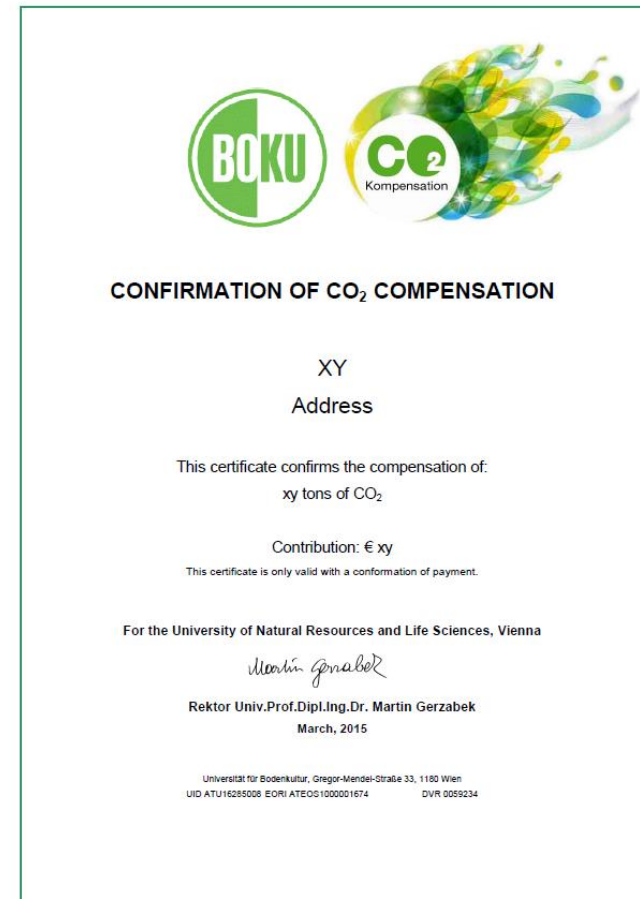 BOKU
CO2
Kompensation
CONFIRMATION OF CO₂ COMPENSATION
XY
Address
This certificate confirms the compensation of:
xy tons of CO₂
Contribution: € xy
This certificate is only valid with a conformation of payment.
For the University of Natural Resources and Life Sciences, Vienna
Martin Gerzabek
Rektor Univ.Prof.Dipl.Ing.Dr. Martin Gerzabek
March, 2015
Universität für Bodenkultur, Gregor-Mendel-Straße 33, 1180 Wien
UID ATU16285008 EORI ATEOS1000001674 DVR 0059234